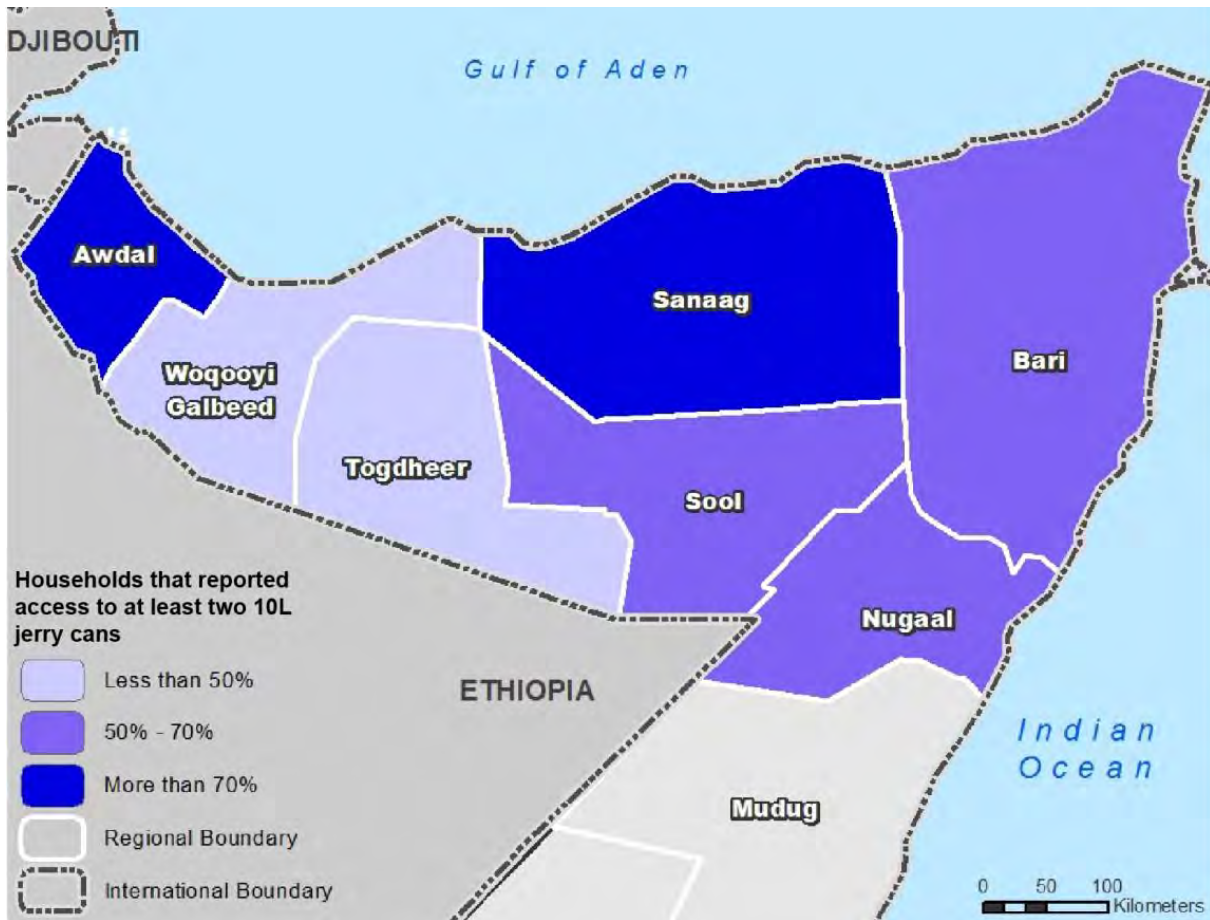 DJIBOUTI
Gulf of Aden
Awdal
Sanaag
Bari
Woqooyi
Galbeed
Togdheer
Sool
Nugaal
Households that reported
access to at least two 10L
jerry cans
Less than 50%
50% - 70%
More than 70%
Regional Boundary
International Boundary
ETHIOPIA
Indian
Ocean
Mudug
0 50 100
Kilometers